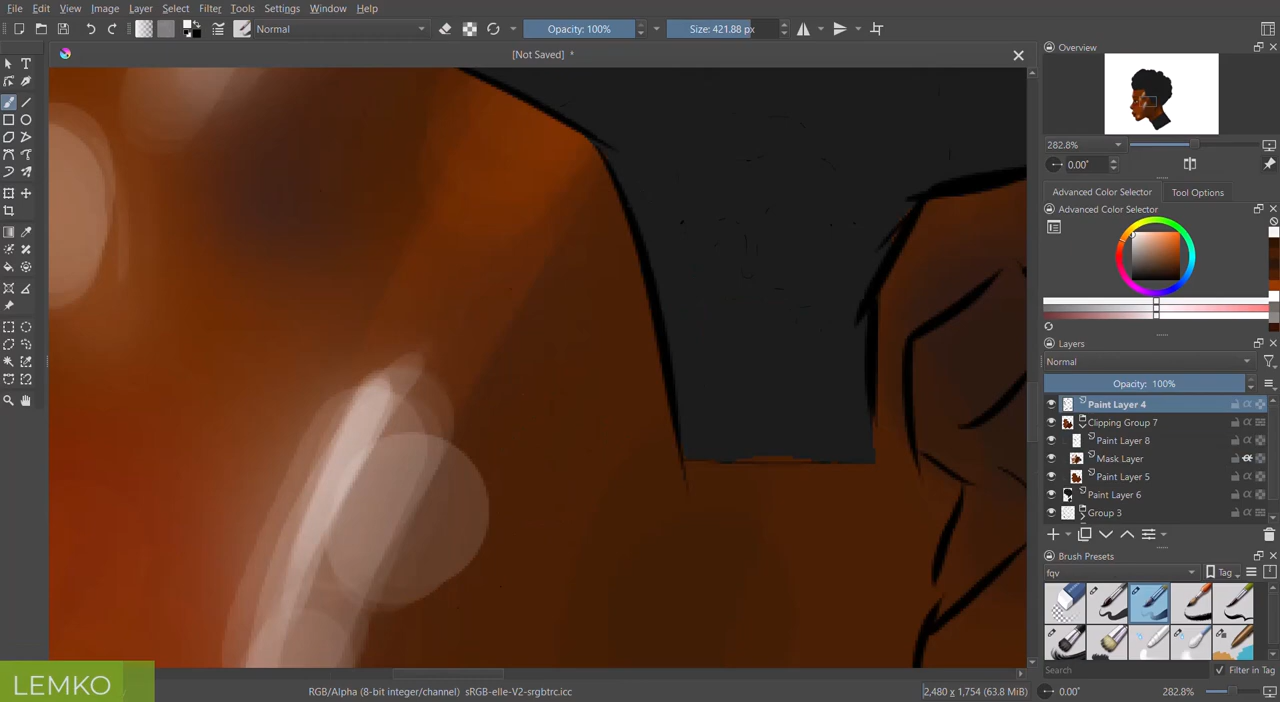 File Edit View Image Layer Select Filter Tools Settings Window Help
Normal Opacity: 100% Size: 421.88 px
[Not Saved] *
Overview
282.8%
0.00°
Advanced Color Selector Tool Options
Advanced Color Selector
Layers
Normal
Opacity: 100%
Paint Layer 4
Clipping Group 7
Paint Layer 8
Mask Layer
Paint Layer 5
Paint Layer 6
Group 3
Brush Presets
fqv Tag
Search Filter in Tag
LEMKO
RGB/Alpha (8-bit integer/channel) sRGB-elle-V2-srgbtrc.icc 2,480 x 1,754 (63.8 MiB) 0.00° 282.8%